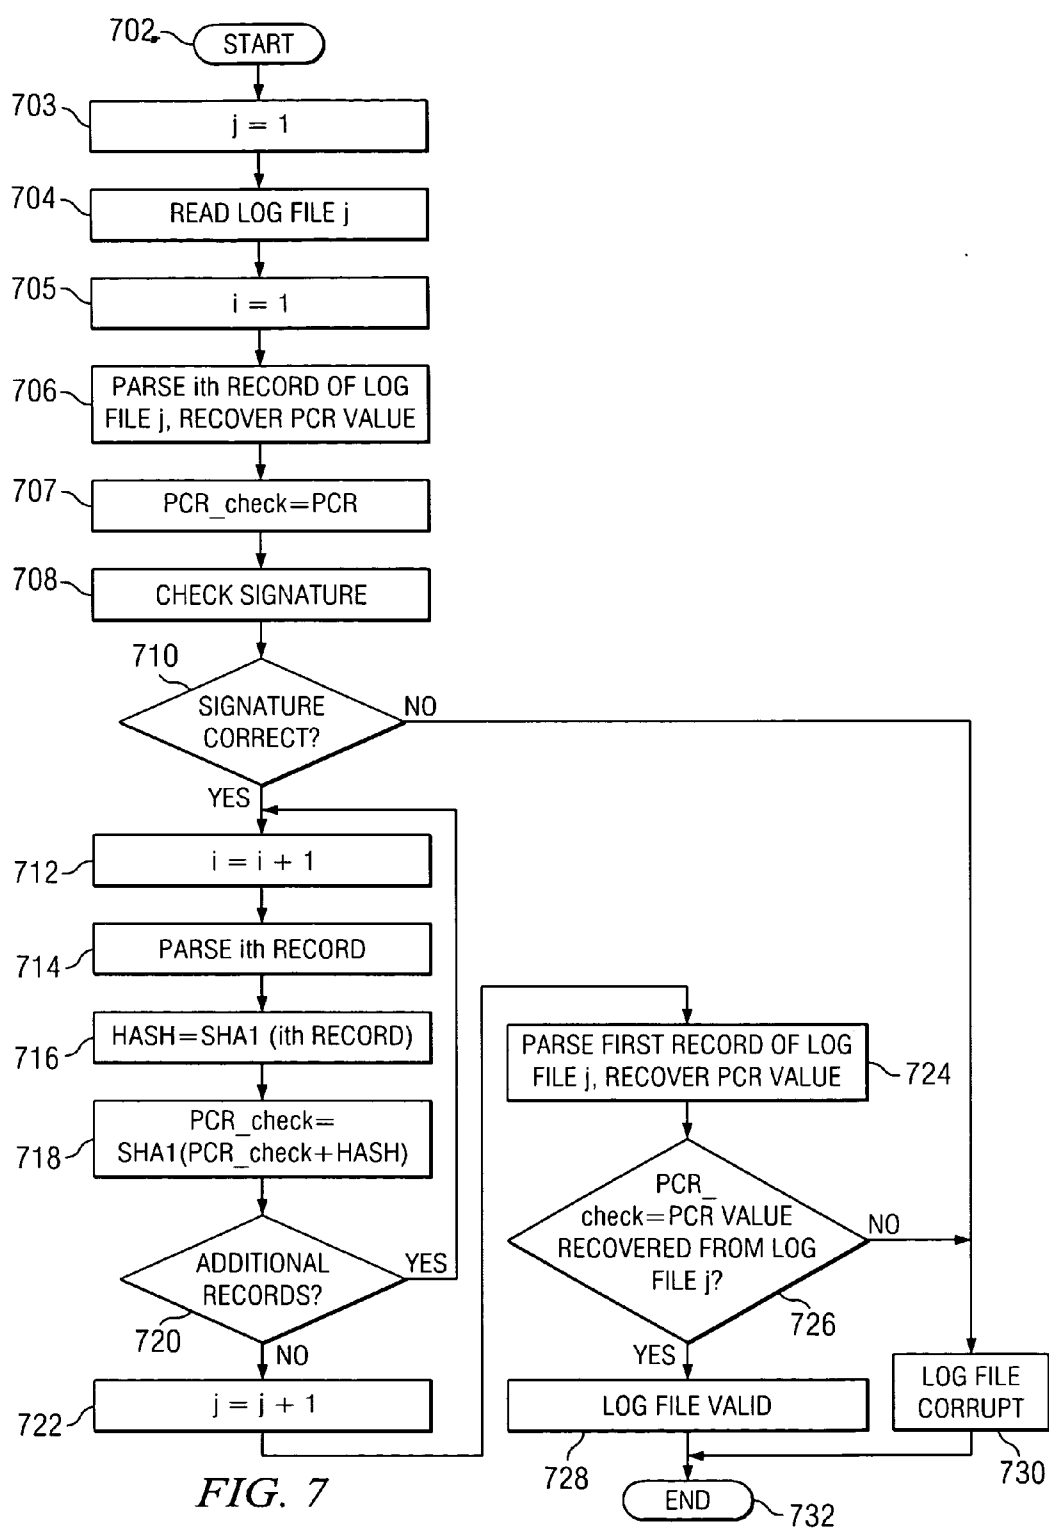 702
START
703
j = 1
704
READ LOG FILE j
705
i = 1
706
PARSE ith RECORD OF LOG
FILE j, RECOVER PCR VALUE
707
PCR_check=PCR
708
CHECK SIGNATURE
710
SIGNATURE
CORRECT?
NO
YES
712
i = i + 1
714
PARSE ith RECORD
716
HASH=SHA1 (ith RECORD)
718
PCR_check=
SHA1(PCR_check+HASH)
ADDITIONAL
RECORDS?
YES
720
NO
722
j = j + 1
PARSE FIRST RECORD OF LOG
FILE j, RECOVER PCR VALUE
724
PCR_
check=PCR VALUE
RECOVERED FROM LOG
FILE j?
NO
726
YES
LOG FILE VALID
728
LOG FILE
CORRUPT
730
END
732
FIG. 7